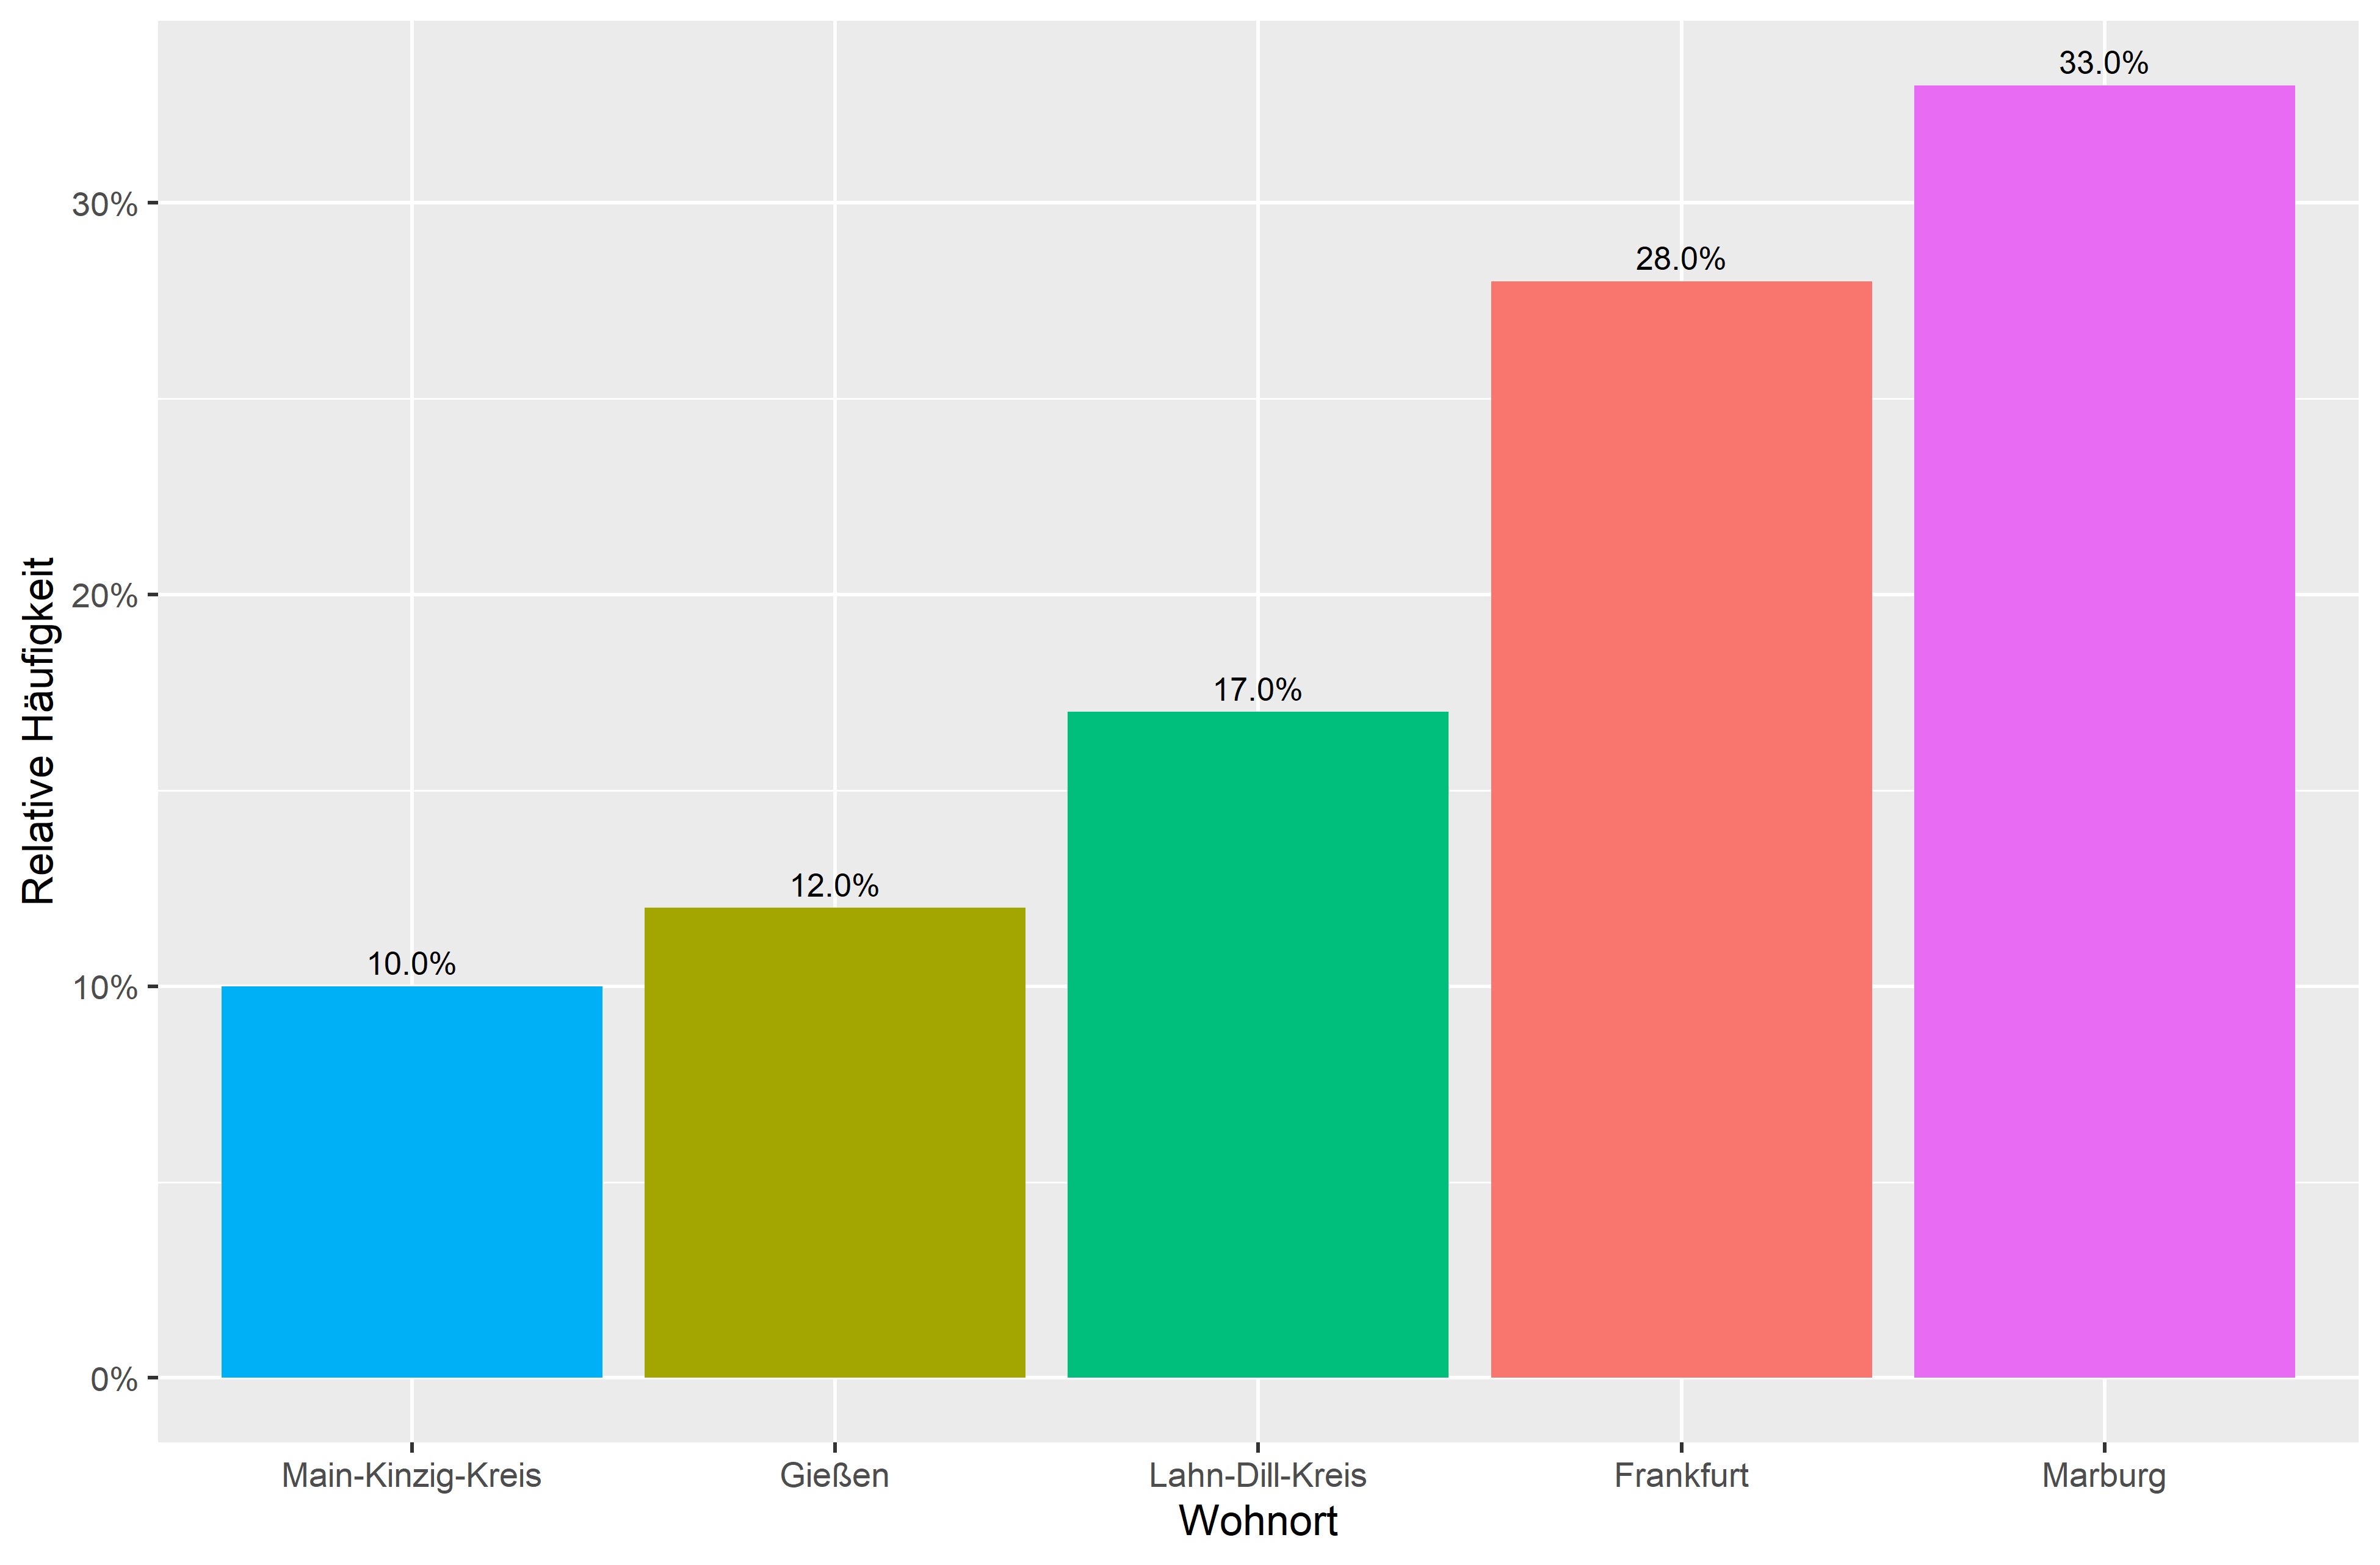 33.0%
28.0%
17.0%
12.0%
10.0%
30%
20%
10%
0%
Relative Häufigkeit
Main-Kinzig-Kreis
Gießen
Lahn-Dill-Kreis
Frankfurt
Marburg
Wohnort